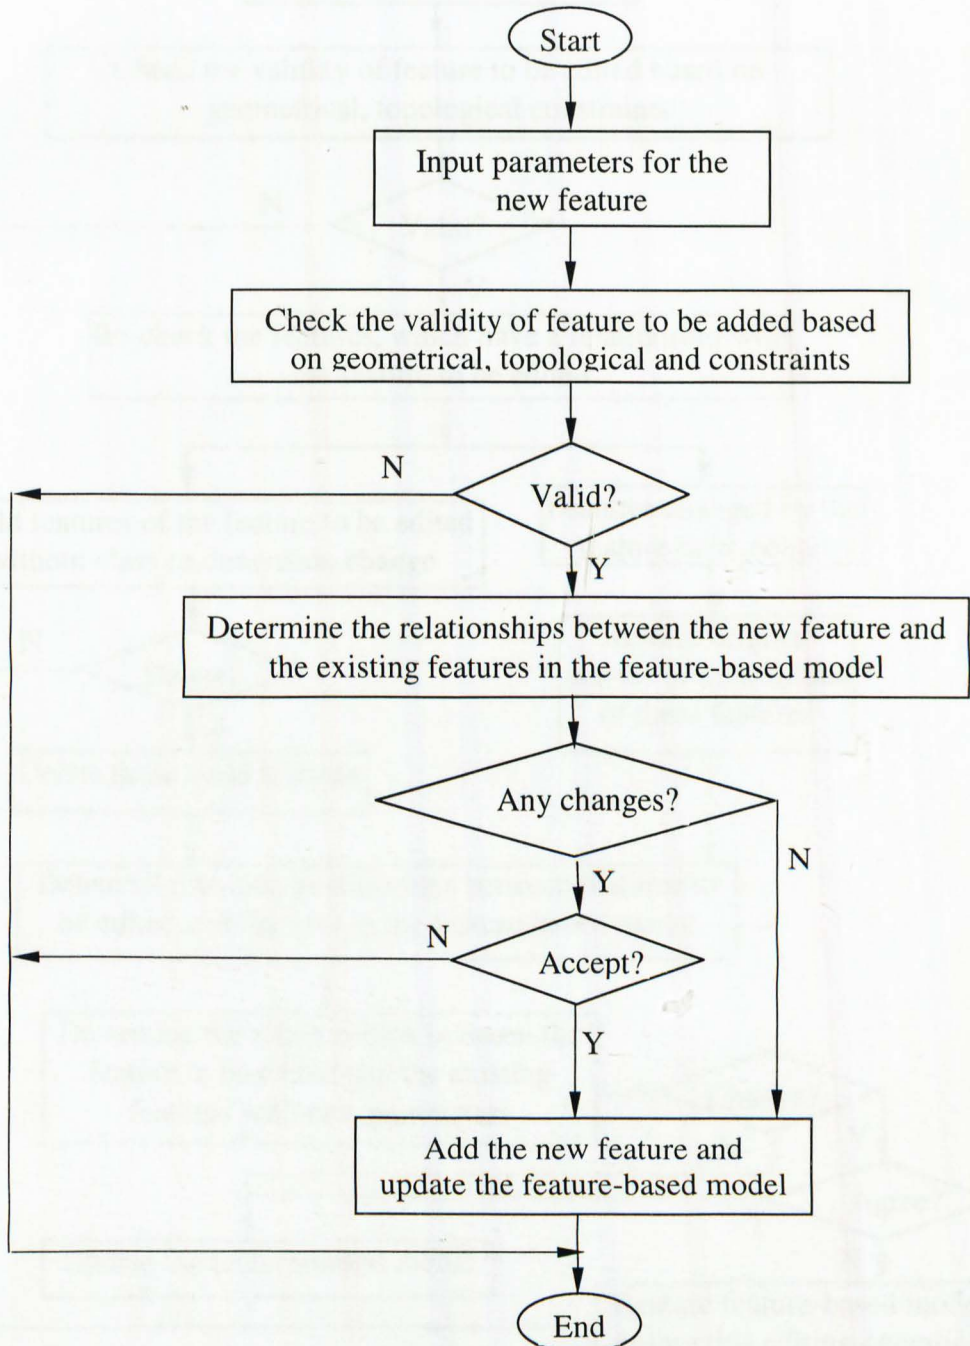 Start
Input parameters for the
new feature
Check the validity of feature to be added based
on geometrical, topological and constraints
N
Valid?
Y
Determine the relationships between the new feature and
the existing features in the feature-based model
Any changes?
N
Y
N
Accept?
Y
Add the new feature and
update the feature-based model
End